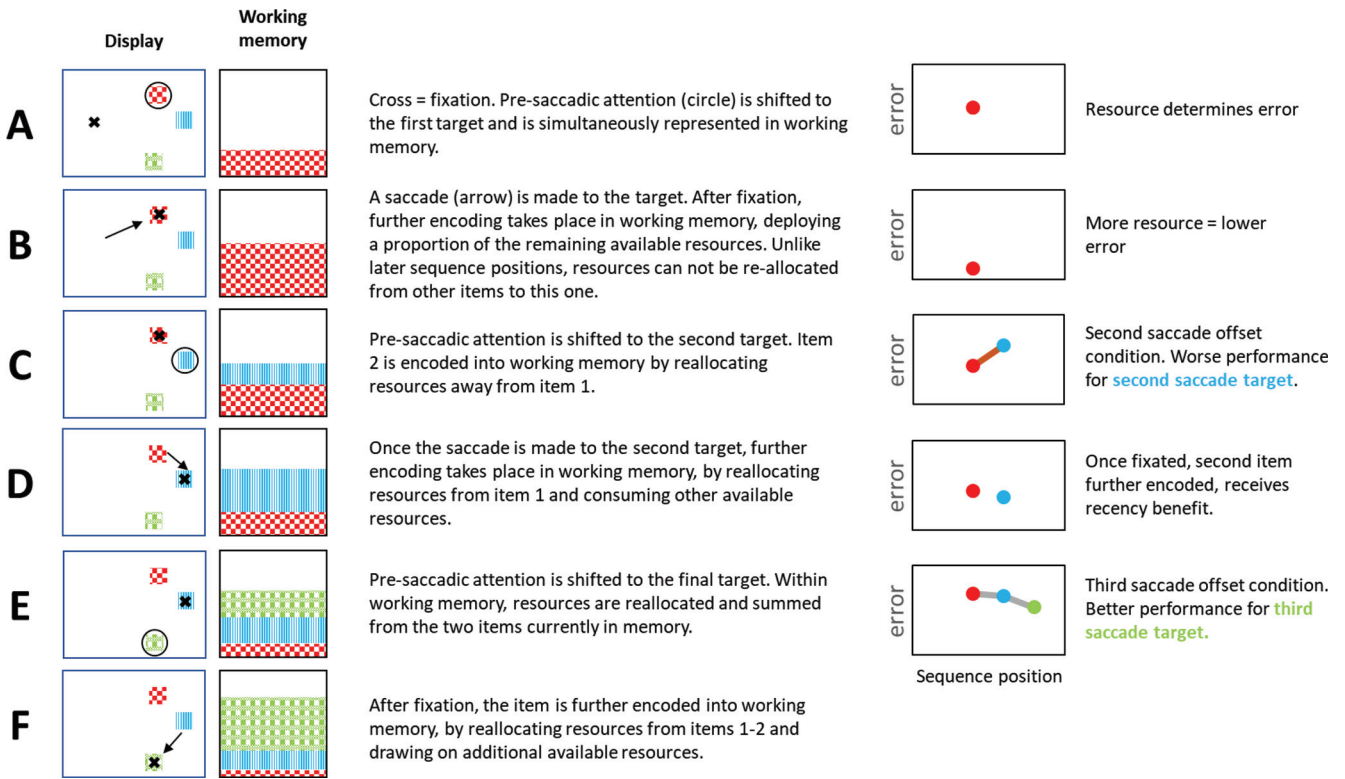 Display
Working
memory
A
Cross = fixation. Pre-saccadic attention (circle) is shifted to
the first target and is simultaneously represented in working
memory.
error
Resource determines error
B
A saccade (arrow) is made to the target. After fixation,
further encoding takes place in working memory, deploying
a proportion of the remaining available resources. Unlike
later sequence positions, resources can not be re-allocated
from other items to this one.
error
More resource = lower
error
C
Pre-saccadic attention is shifted to the second target. Item
2 is encoded into working memory by reallocating
resources away from item 1.
error
Second saccade offset
condition. Worse performance
for second saccade target.
D
Once the saccade is made to the second target, further
encoding takes place in working memory, by reallocating
resources from item 1 and consuming other available
resources.
error
Once fixated, second item
further encoded, receives
recency benefit.
E
Pre-saccadic attention is shifted to the final target. Within
working memory, resources are reallocated and summed
from the two items currently in memory.
error
Third saccade offset condition.
Better performance for third
saccade target.
Sequence position
F
After fixation, the item is further encoded into working
memory, by reallocating resources from items 1-2 and
drawing on additional available resources.